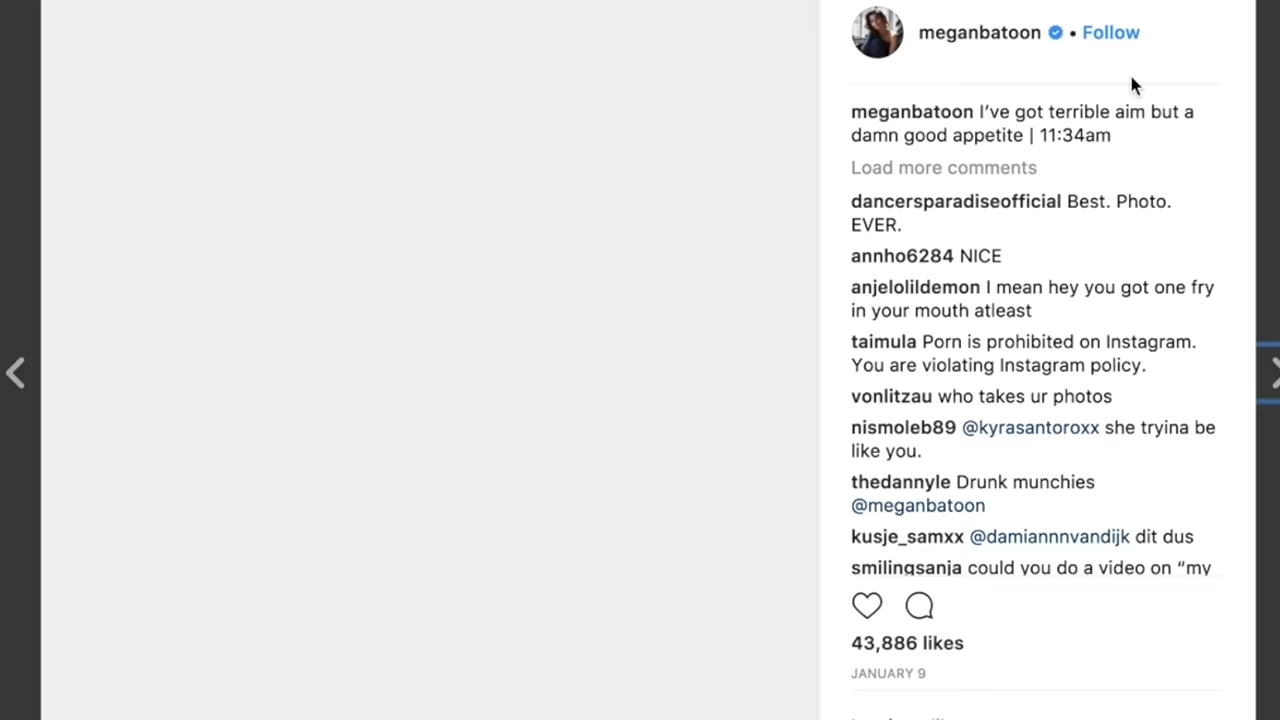 meganbatoon • Follow
meganbatoon I’ve got terrible aim but a
damn good appetite | 11:34am
Load more comments
dancersparadiseofficial Best. Photo.
EVER.
annho6284 NICE
anjelolildemon I mean hey you got one fry
in your mouth atleast
taimula Porn is prohibited on Instagram.
You are violating Instagram policy.
vonlitzau who takes ur photos
nismoleb89 @kyrasantoroxx she tryina be
like you.
thedannyle Drunk munchies
@meganbatoon
kusje_samxx @damiannnvandijk dit dus
smilingsanja could you do a video on “my
43,886 likes
JANUARY 9